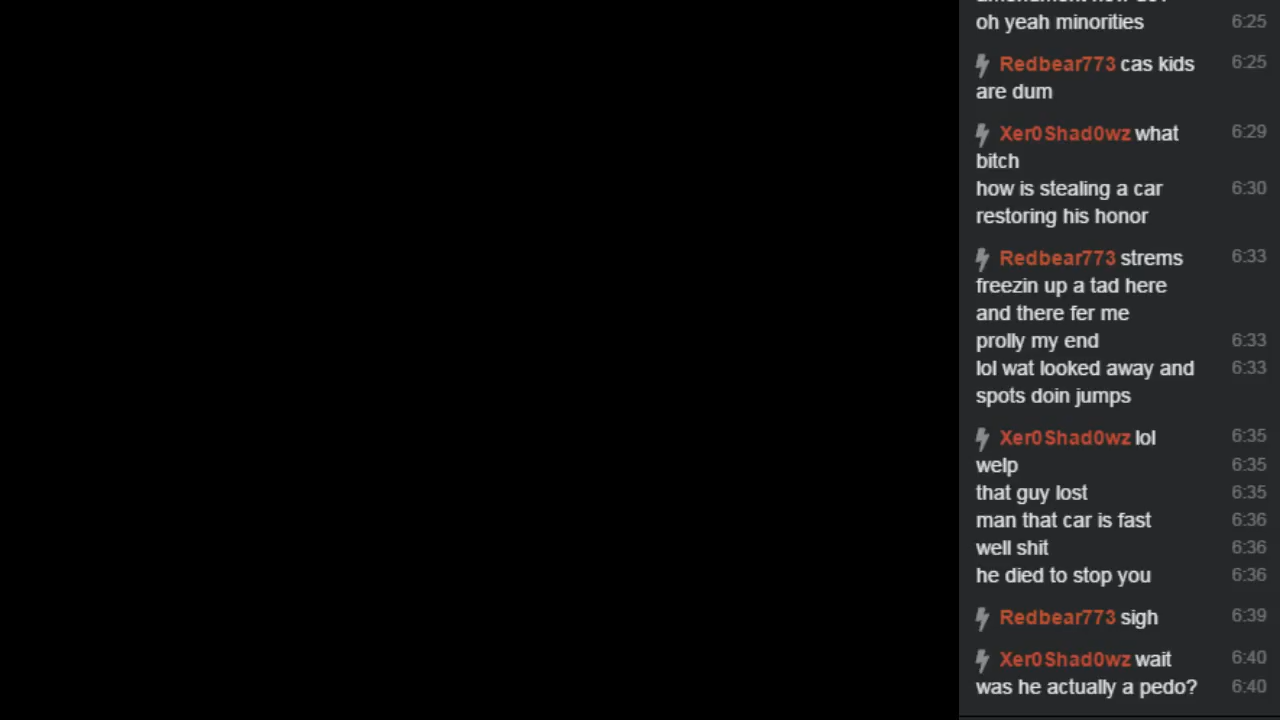 oh yeah minorities 6:25
Redbear773 cas kids 6:25
are dum
Xer0Shad0wz what 6:29
bitch
how is stealing a car 6:30
restoring his honor
Redbear773 strems 6:33
freezin up a tad here
and there fer me
prolly my end 6:33
lol wat looked away and 6:33
spots doin jumps
Xer0Shad0wz lol 6:35
welp 6:35
that guy lost 6:35
man that car is fast 6:36
well shit 6:36
he died to stop you 6:36
Redbear773 sigh 6:39
Xer0Shad0wz wait 6:40
was he actually a pedo? 6:40